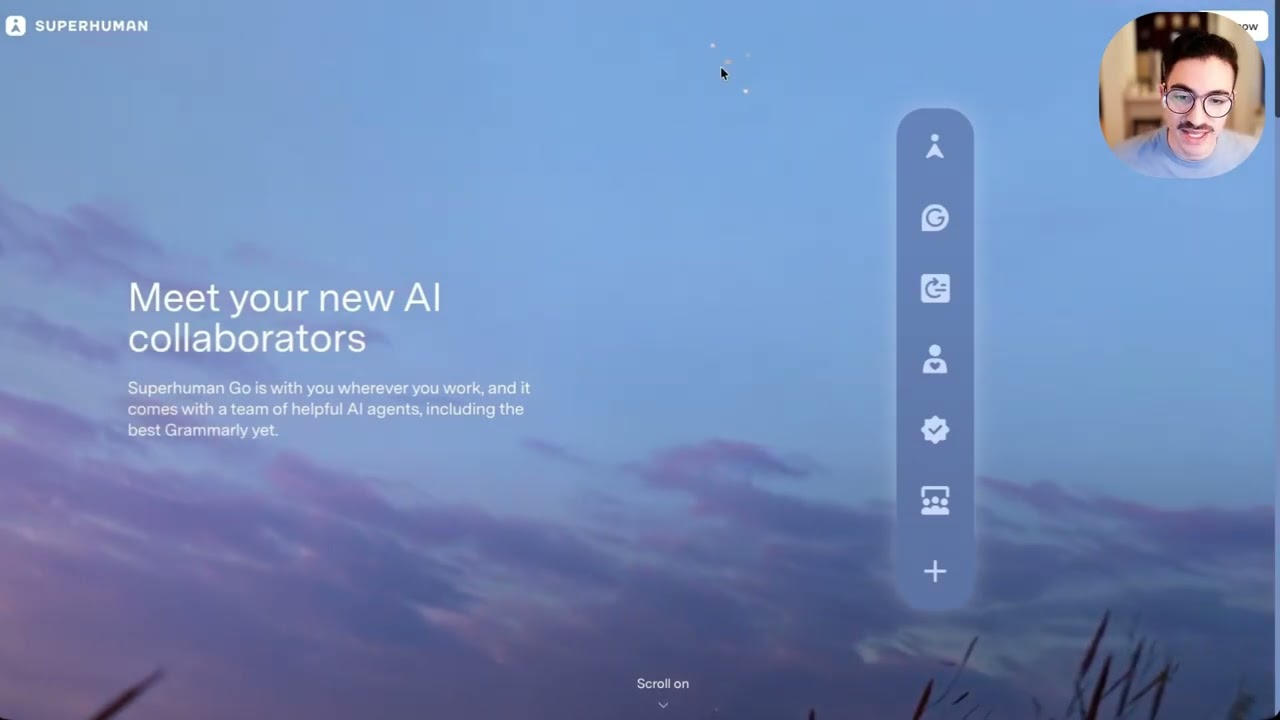 SUPERHUMAN
now
Meet your new AI
collaborators
Superhuman Go is with you wherever you work, and it
comes with a team of helpful AI agents, including the
best Grammarly yet.
Scroll on